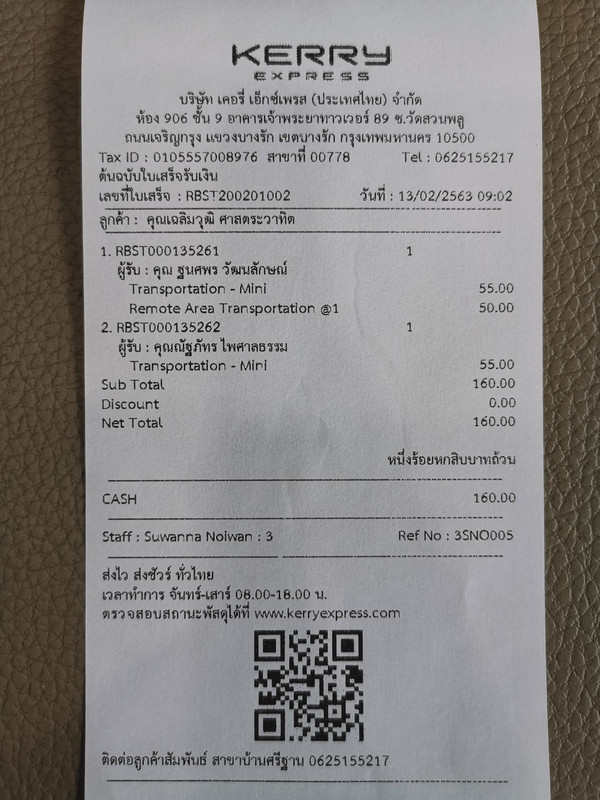 KERRY
EXPRESS
บริษัท เคอรี่ เอ็กซ์เพรส (ประเทศไทย) จำกัด
ห้อง 906 ชั้น 9 อาคารเจ้าพระยาทาวเวอร์ 89 ซ.วัดสวนพลู
ถนนเจริญกรุง แขวงบางรัก เขตบางรัก กรุงเทพมหานคร 10500
Tax ID : 0105557008976 สาขาที่ 00778 Tel : 0625155217
ต้นฉบับใบเสร็จรับเงิน
เลขที่ใบเสร็จ : RBST200201002 วันที่ : 13/02/2563 09:02
ลูกค้า : คุณเฉลิมวุฒิ ศาสตระวาทิต
1. RBST000135261 1
ผู้รับ : คุณ ฐนศพร วัฒนลักษณ์
Transportation - Mini 55.00
Remote Area Transportation @1 50.00
2. RBST000135262 1
ผู้รับ : คุณณัฐภัทร ไพศาลธรรม
Transportation - Mini 55.00
Sub Total 160.00
Discount 0.00
Net Total 160.00
หนึ่งร้อยหกสิบบาทถ้วน
CASH 160.00
Staff : Suwanna Noiwan : 3 Ref No : 3SNO005
ส่งไว ส่งชัวร์ ทั่วไทย
เวลาทำการ จันทร์-เสาร์ 08.00-18.00 น.
ตรวจสอบสถานะพัสดุได้ที่ www.kerryexpress.com
ติดต่อลูกค้าสัมพันธ์ สาขาบ้านศรีฐาน 0625155217